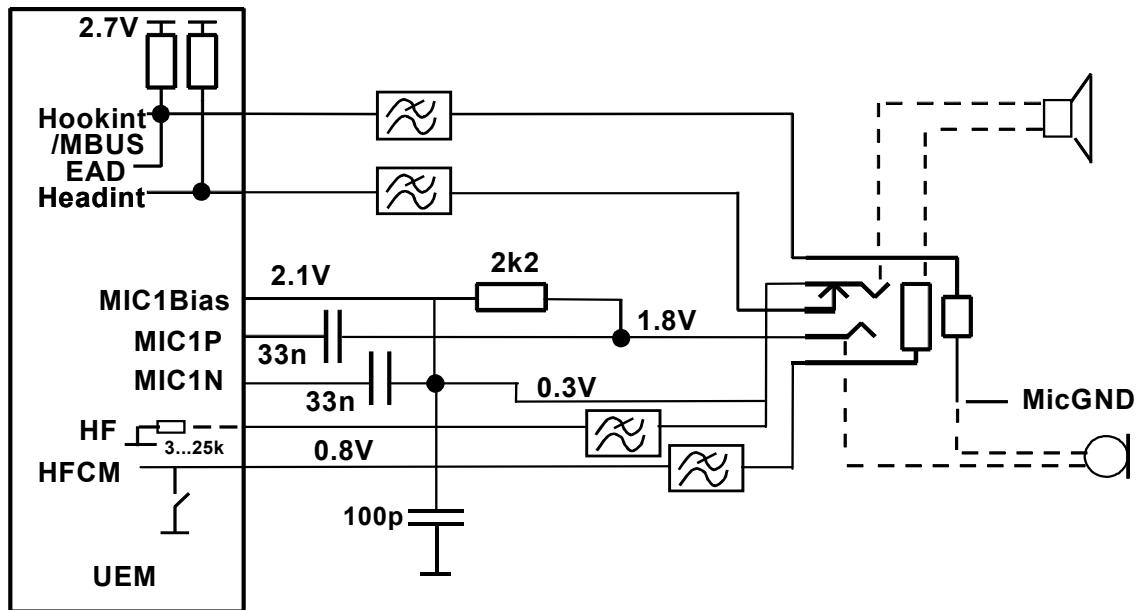 2.7V
Hookint
/MBUS
EAD
Headint
2.1V
2k2
MIC1Bias
1.8V
MIC1P
33n
MIC1N
33n
0.3V
MicGND
HF
3...25k
0.8V
HFCM
100p
UEM